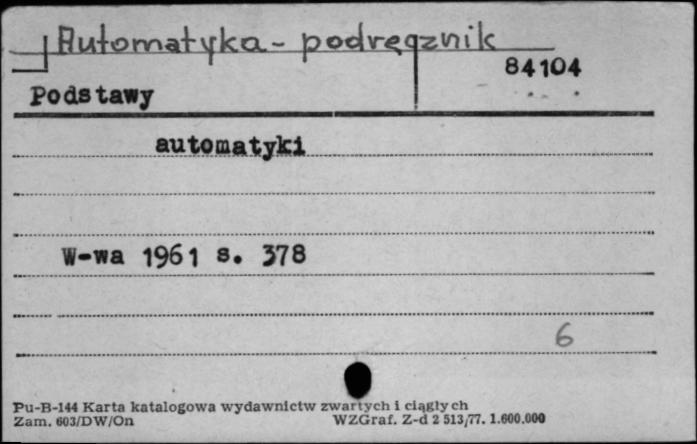 Automatyka - podręcznik
84104
Podstawy
automatyki
W-wa 1961 s. 378
6
Pu-B-144 Karta katalogowa wydawnictw zwartych i ciągłych
Zam. 603/DW/On WZGraf. Z-d 2 513/77. 1.600.000